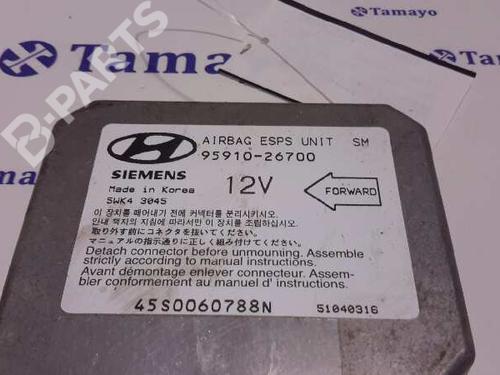 Tamayo
Tamayo
B-PARTS
AIRBAG ESPS UNIT SM
95910-26700
SIEMENS
Made in Korea
5WK4 3045
12V
FORWARD
이 장치를 떼어내기 전에 커넥터를 분리시키시오.
안내 책자의 지침에 따라서만 이 장치를 조립하시오.
取り外す前にコネクタを抜いてください。
マニュアルの指示通りに正しく組み付けてください。
Detach connector before unmounting. Assemble
strictly according to manual instructions.
Avant démontage enlever connecteur. Assem-
bler conformement au manuel d' instructions.
45S0060788N
51040316